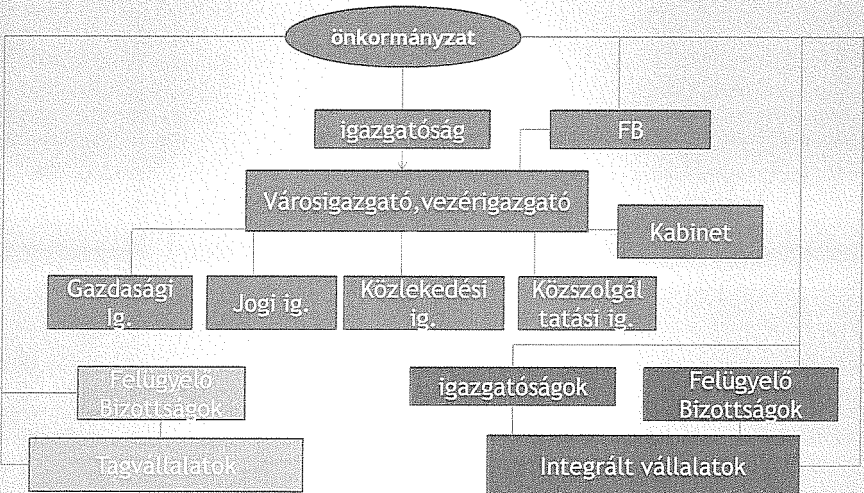 önkormányzat
igazgatóság
FB
Városigazgató,vezérigazgató
Kabinet
Gazdasági
Ig.
Jogi ig.
Közlekedési
ig.
Közszolgál
tatási ig.
Felügyelő
Bizottságok
igazgatóságok
Felügyelő
Bizottságok
Tagvállalatok
Integrált vállalatok